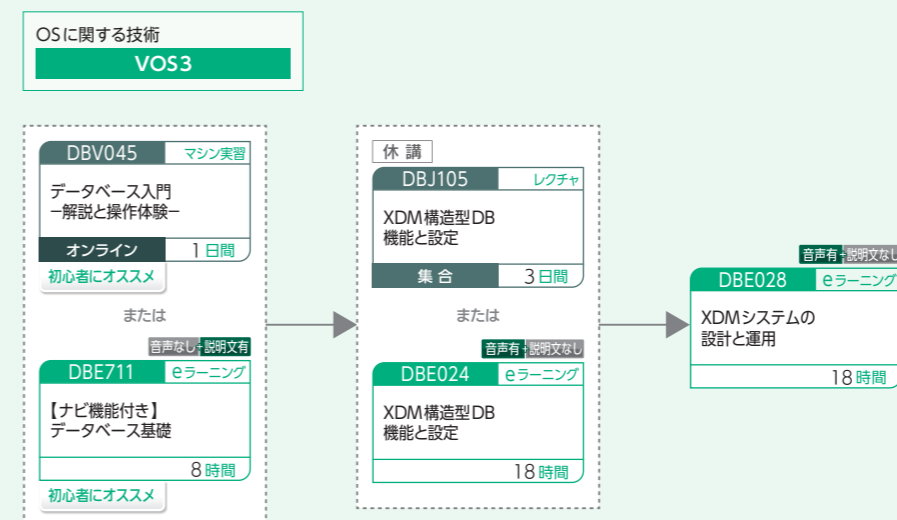 OSに関する技術
VOS3
DBV045 マシン実習
データベース入門
−解説と操作体験−
オンライン 1日間
初心者にオススメ
または
音声なし+説明文有
DBE711 eラーニング
【ナビ機能付き】
データベース基礎
8時間
初心者にオススメ
休講
DBJ105 レクチャ
XDM構造型DB
機能と設定
集合 3日間
または
音声有+説明文なし
DBE024 eラーニング
XDM構造型DB
機能と設定
18時間
音声有+説明文なし
DBE028 eラーニング
XDMシステムの
設計と運用
18時間